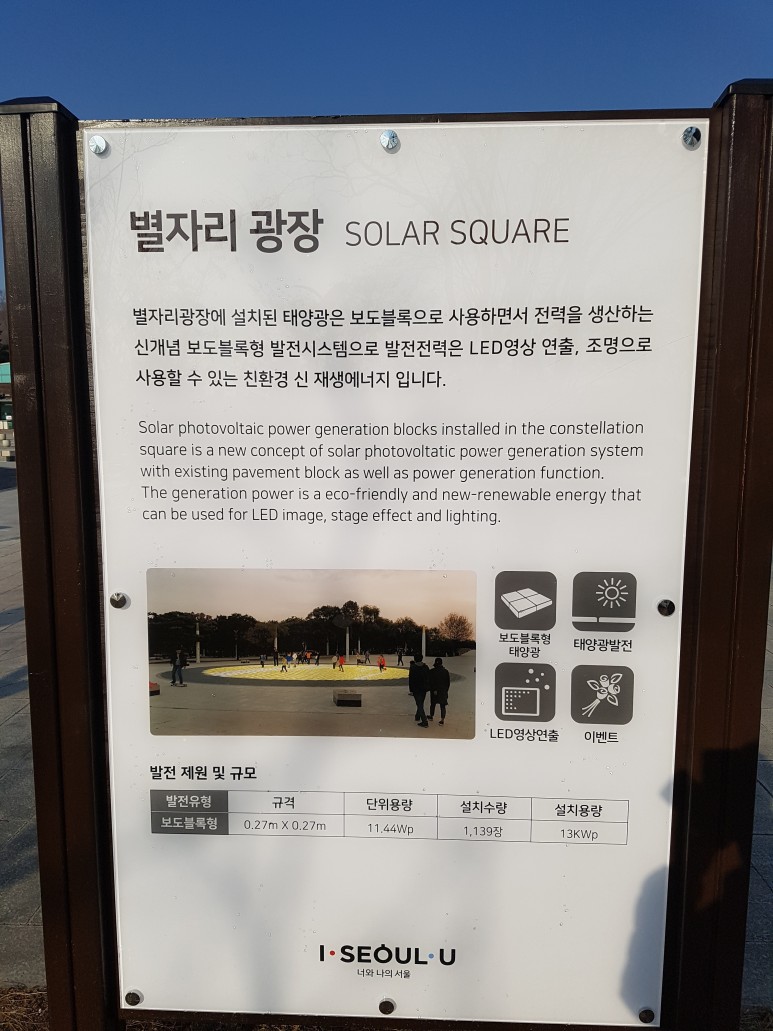 별자리 광장 SOLAR SQUARE
별자리광장에 설치된 태양광은 보도블록으로 사용하면서 전력을 생산하는
신개념 보도블록형 발전시스템으로 발전전력은 LED영상 연출, 조명으로
사용할 수 있는 친환경 신 재생에너지 입니다.
Solar photovoltaic power generation blocks installed in the constellation
square is a new concept of solar photovoltatic power generation system
with existing pavement block as well as power generation function.
The generation power is a eco-friendly and new-renewable energy that
can be used for LED image, stage effect and lighting.
보도블록형
태양광
태양광발전
LED영상연출
이벤트
발전 제원 및 규모
발전유형 규격 단위용량 설치수량 설치용량
보도블록형 0.27m X 0.27m 11.44Wp 1,139장 13KWp
I·SEOUL·U
너와 나의 서울